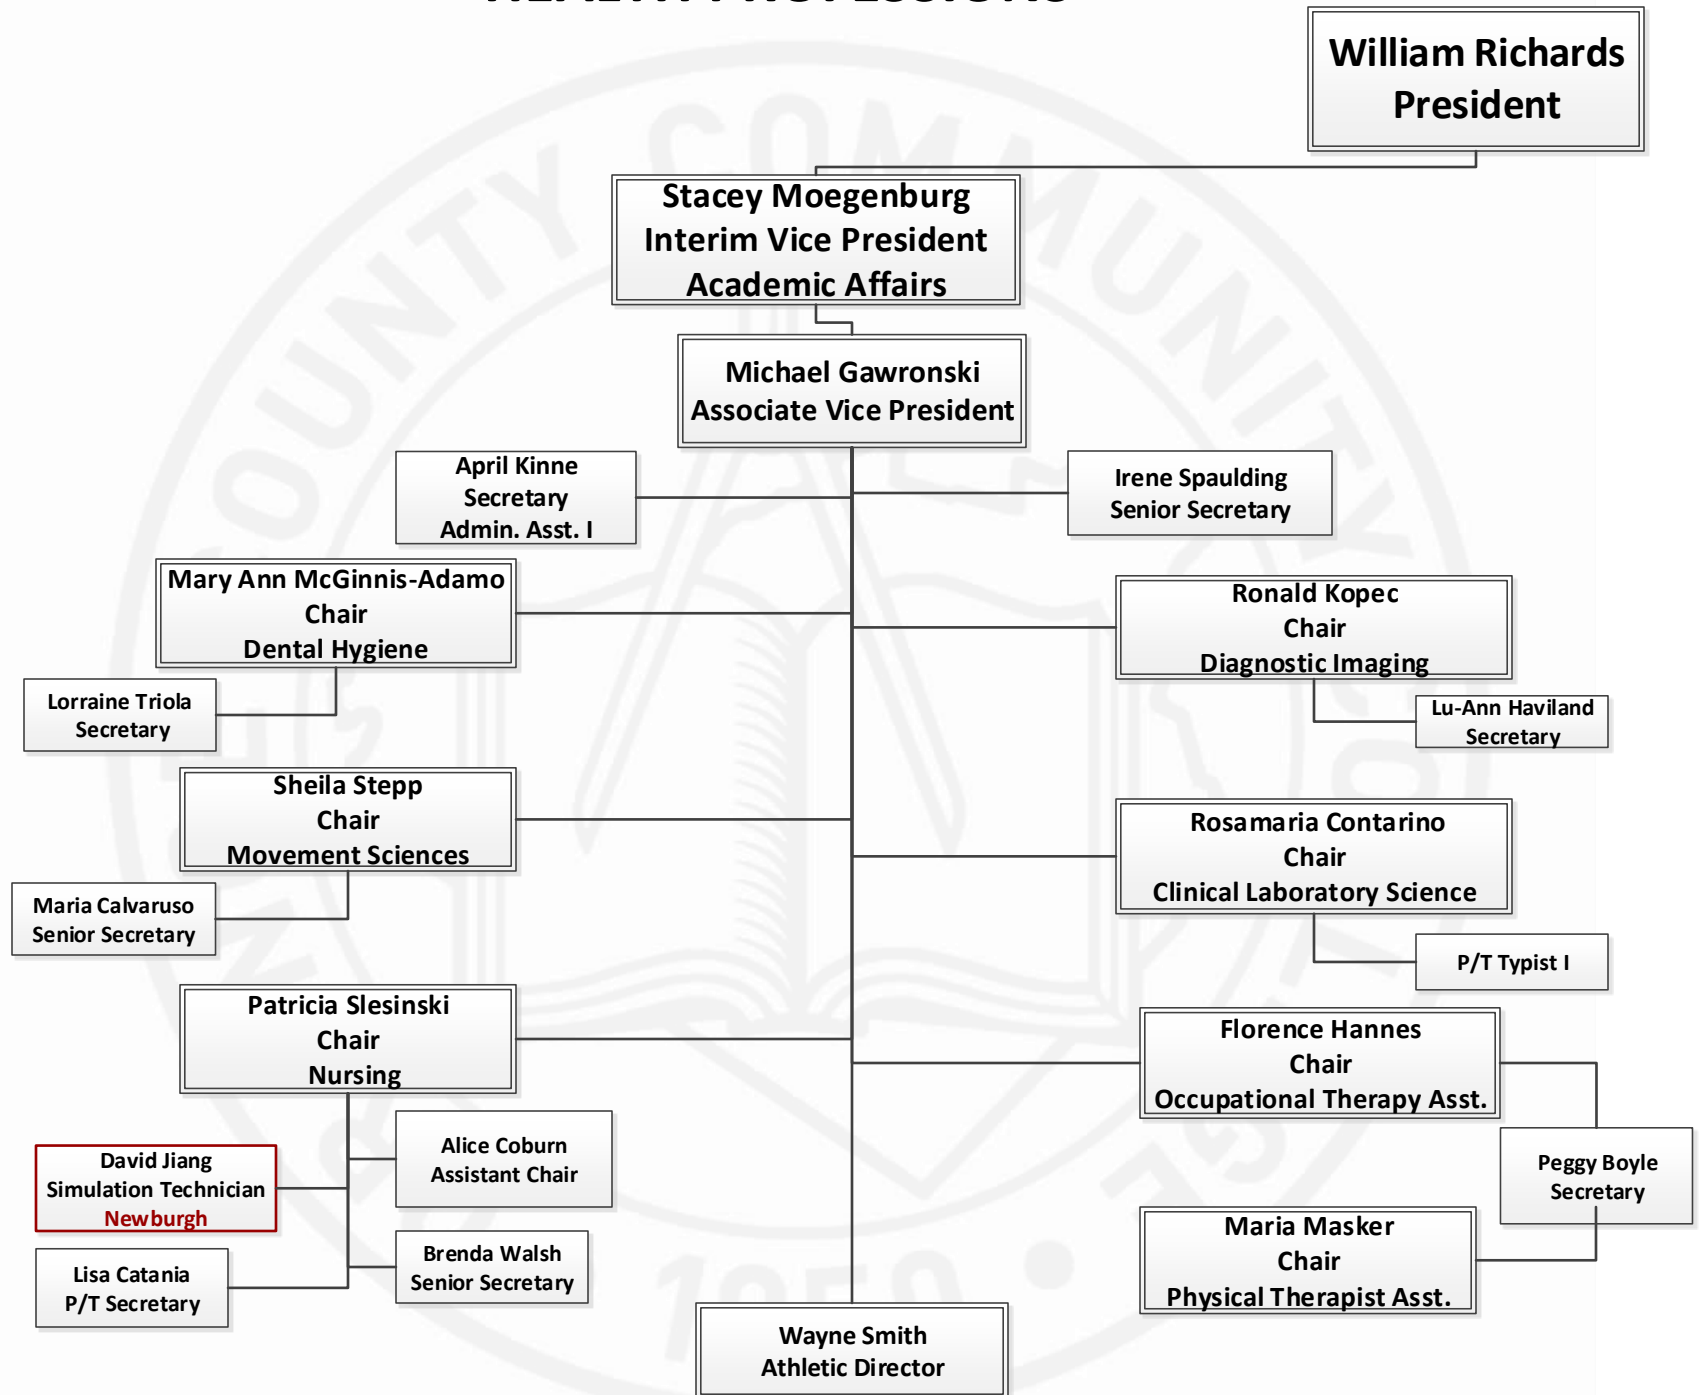 HEALTH PROFESSIONS
William Richards
President
Stacey Moegenburg
Interim Vice President
Academic Affairs
Michael Gawronski
Associate Vice President
April Kinne
Secretary
Admin. Asst. I
Irene Spaulding
Senior Secretary
Mary Ann McGinnis-Adamo
Chair
Dental Hygiene
Ronald Kopec
Chair
Diagnostic Imaging
Lorraine Triola
Secretary
Lu-Ann Haviland
Secretary
Sheila Stepp
Chair
Movement Sciences
Rosamaria Contarino
Chair
Clinical Laboratory Science
Maria Calvaruso
Senior Secretary
P/T Typist I
Patricia Slesinski
Chair
Nursing
Florence Hannes
Chair
Occupational Therapy Asst.
David Jiang
Simulation Technician
Newburgh
Alice Coburn
Assistant Chair
Peggy Boyle
Secretary
Lisa Catania
P/T Secretary
Brenda Walsh
Senior Secretary
Maria Masker
Chair
Physical Therapist Asst.
Wayne Smith
Athletic Director
COUNTY COMMUNITY
1950